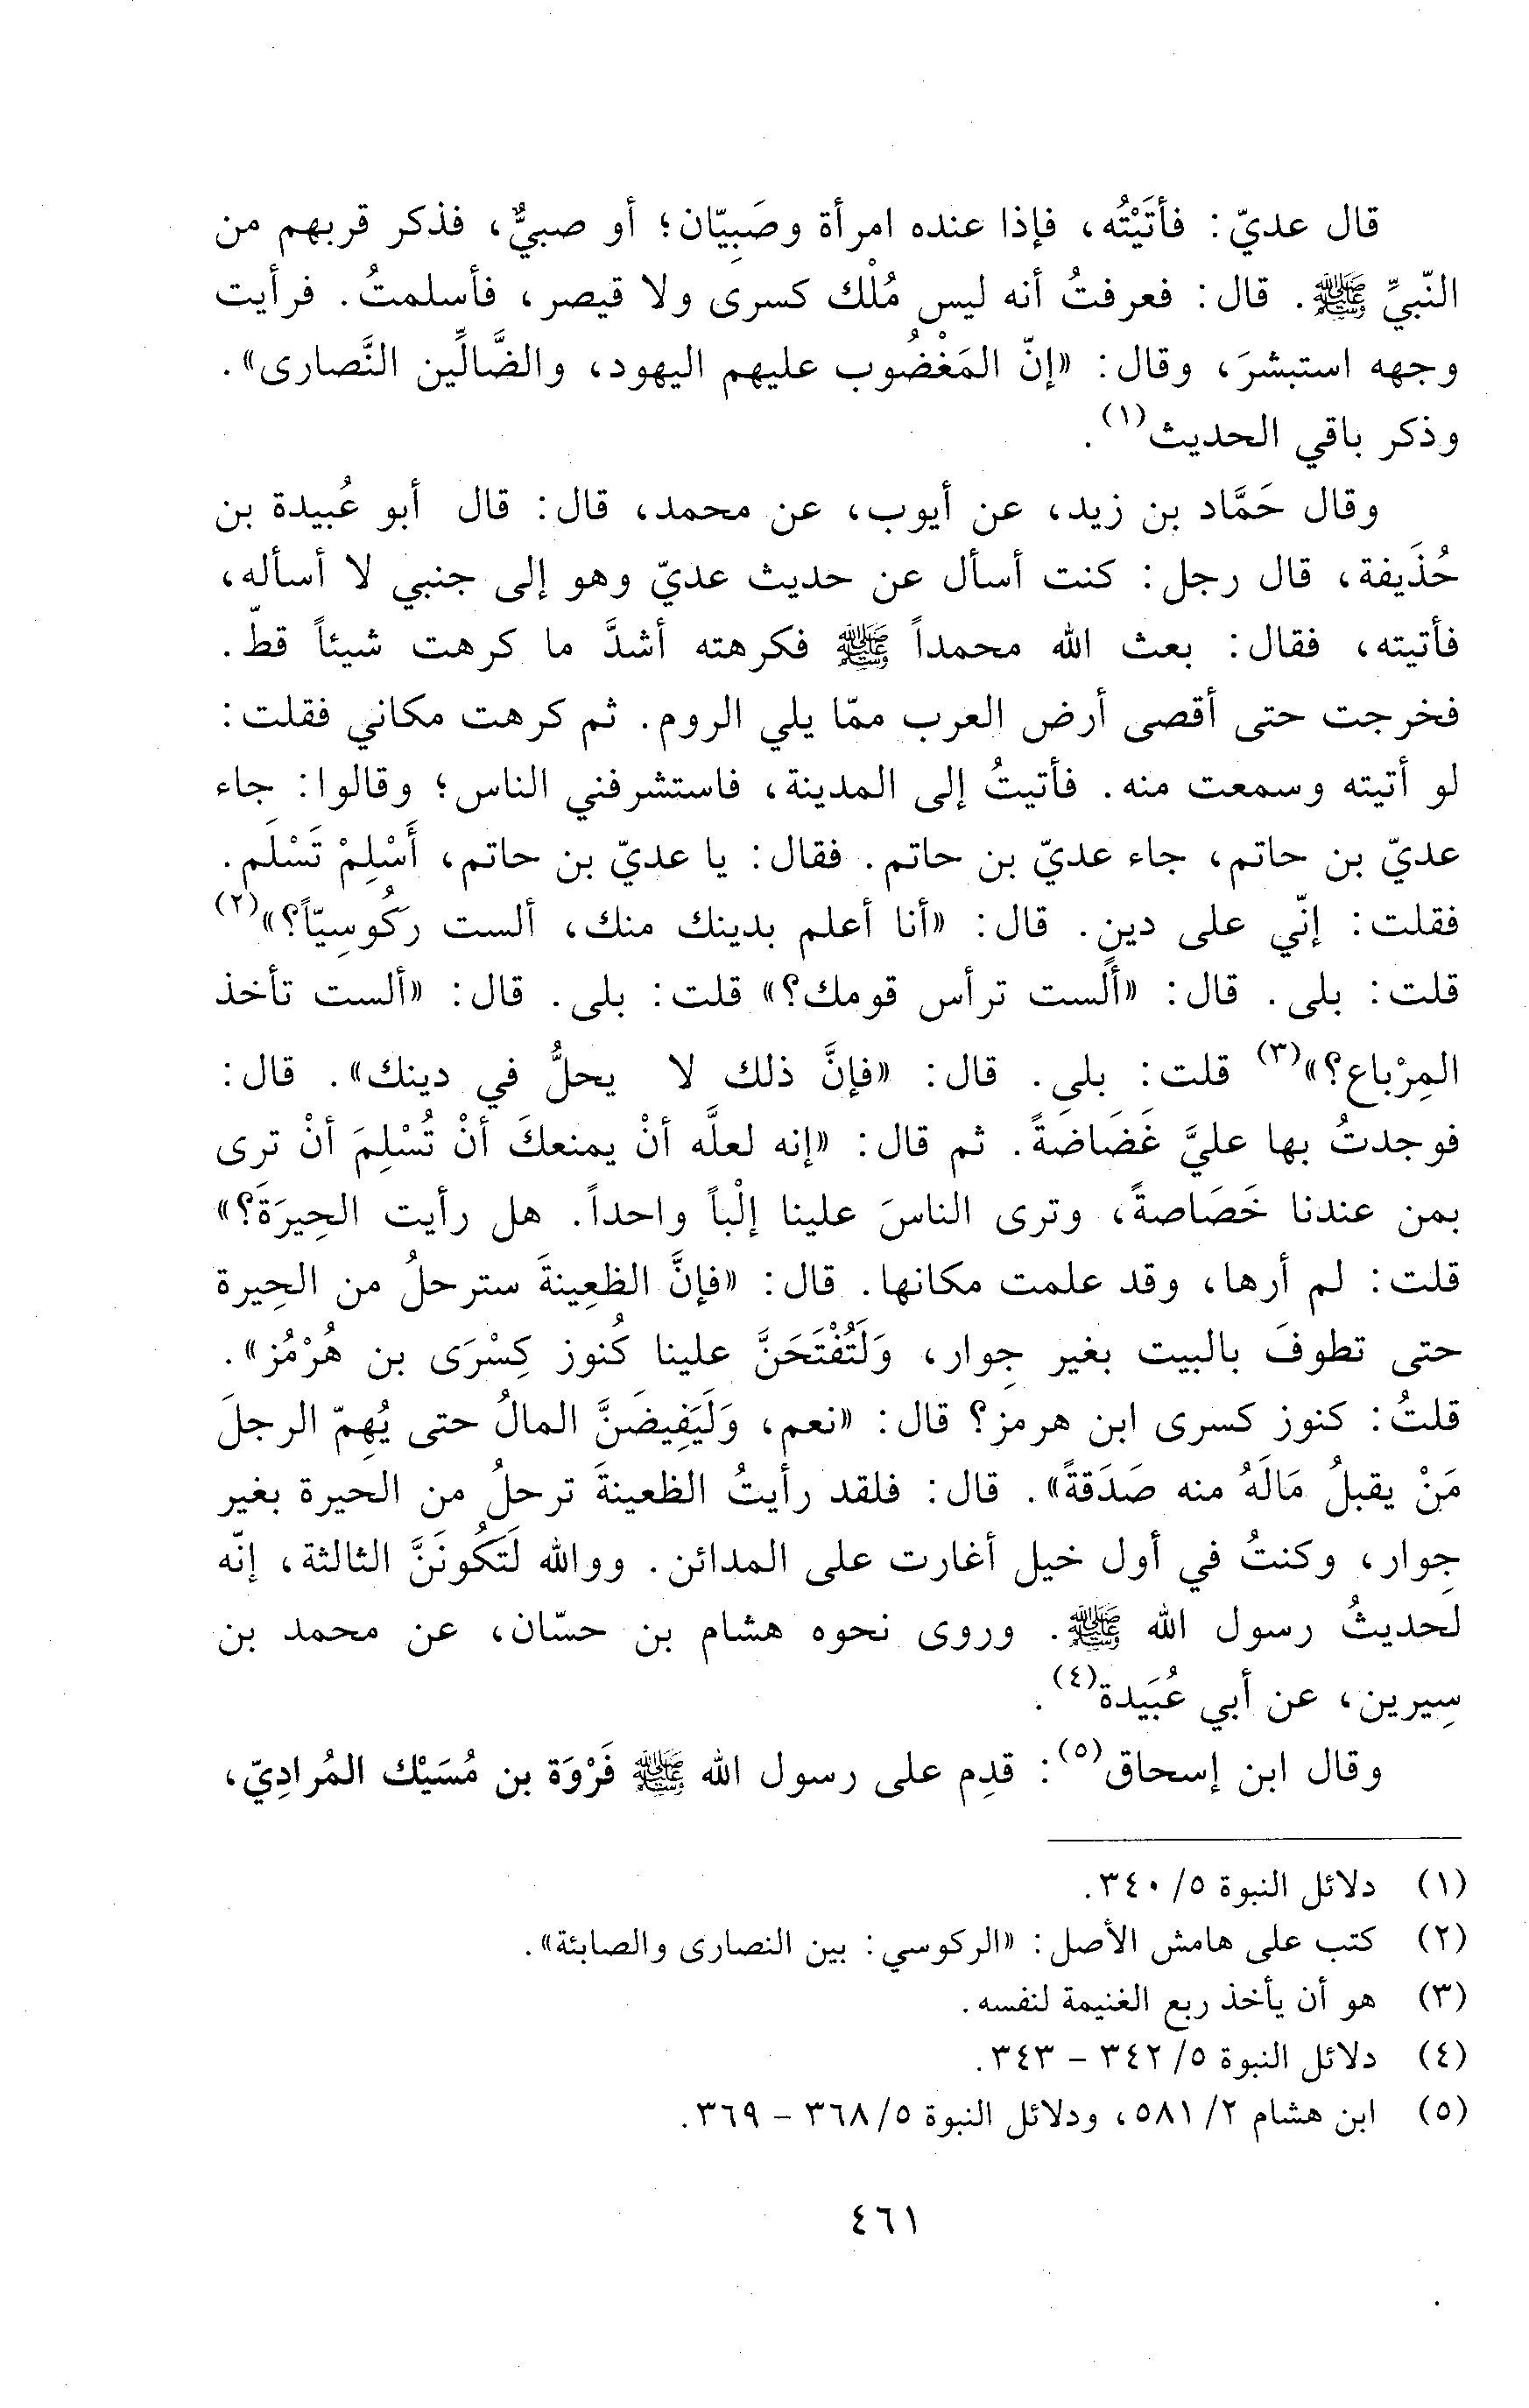 قال عديّ: فأتَيْتُه، فإذا عنده امرأة وصَبِيّان؛ أو صبيٌّ، فذكر قربهم من
النّبيِّ ﷺ. قال: فعرفتُ أنه ليس مُلْك كسرى ولا قيصر، فأسلمتُ. فرأيت
وجهه استبشرَ، وقال: «إنّ المَغْضُوب عليهم اليهود، والضَّالِّين النَّصارى».
وذكر باقي الحديث(١).
وقال حَمَّاد بن زيد، عن أيوب، عن محمد، قال: قال أبو عُبيدة بن
حُذَيفة، قال رجل: كنت أسأل عن حديث عديّ وهو إلى جنبي لا أسأله،
فأتيته، فقال: بعث الله محمداً ﷺ فكرهته أشدَّ ما كرهت شيئاً قطّ.
فخرجت حتى أقصى أرض العرب ممّا يلي الروم. ثم كرهت مكاني فقلت:
لو أتيته وسمعت منه. فأتيتُ إلى المدينة، فاستشرفني الناس؛ وقالوا: جاء
عديّ بن حاتم، جاء عديّ بن حاتم. فقال: يا عديّ بن حاتم، أَسْلِمْ تَسْلَم.
فقلت: إنّي على دينٍ. قال: «أنا أعلم بدينك منك، ألست رَكُوسِيّاً؟»(٢)
قلت: بلى. قال: «ألست ترأس قومك؟» قلت: بلى. قال: «ألست تأخذ
المِرْباع؟»(٣) قلت: بلى. قال: «فإنَّ ذلك لا يحلُّ في دينك». قال:
فوجدتُ بها عليَّ غَضَاضَةً. ثم قال: «إنه لعلَّه أنْ يمنعكَ أنْ تُسْلِمَ أنْ ترى
بمن عندنا خَصَاصةً، وترى الناسَ علينا إلْباً واحداً. هل رأيت الحِيرَةَ؟»
قلت: لم أرها، وقد علمت مكانها. قال: «فإنَّ الظعِينةَ سترحلُ من الحِيرة
حتى تطوفَ بالبيت بغير جِوار، وَلَتُفْتَحَنَّ علينا كُنوز كِسْرَى بن هُرْمُز».
قلتُ: كنوز كسرى ابن هرمز؟ قال: «نعم، وَلَيَفِيضَنَّ المالُ حتى يُهِمّ الرجلَ
مَنْ يقبلُ مَالَهُ منه صَدَقةً». قال: فلقد رأيتُ الظعينةَ ترحلُ من الحيرة بغير
جِوار، وكنتُ في أول خيل أغارت على المدائن. ووالله لَتَكُونَنَّ الثالثة، إنّه
لحديثُ رسول الله ﷺ. وروى نحوه هشام بن حسّان، عن محمد بن
سِيرين، عن أبي عُبَيدة(٤).
وقال ابن إسحاق(٥): قدِم على رسول الله ﷺ فَرْوَة بن مُسَيْك المُرادِيّ،
(١) دلائل النبوة ٥/ ٣٤٠.
(٢) كتب على هامش الأصل: «الركوسي: بين النصارى والصابئة».
(٣) هو أن يأخذ ربع الغنيمة لنفسه.
(٤) دلائل النبوة ٥/ ٣٤٢ - ٣٤٣.
(٥) ابن هشام ٢/ ٥٨١، ودلائل النبوة ٥/ ٣٦٨ - ٣٦٩.
٤٦١